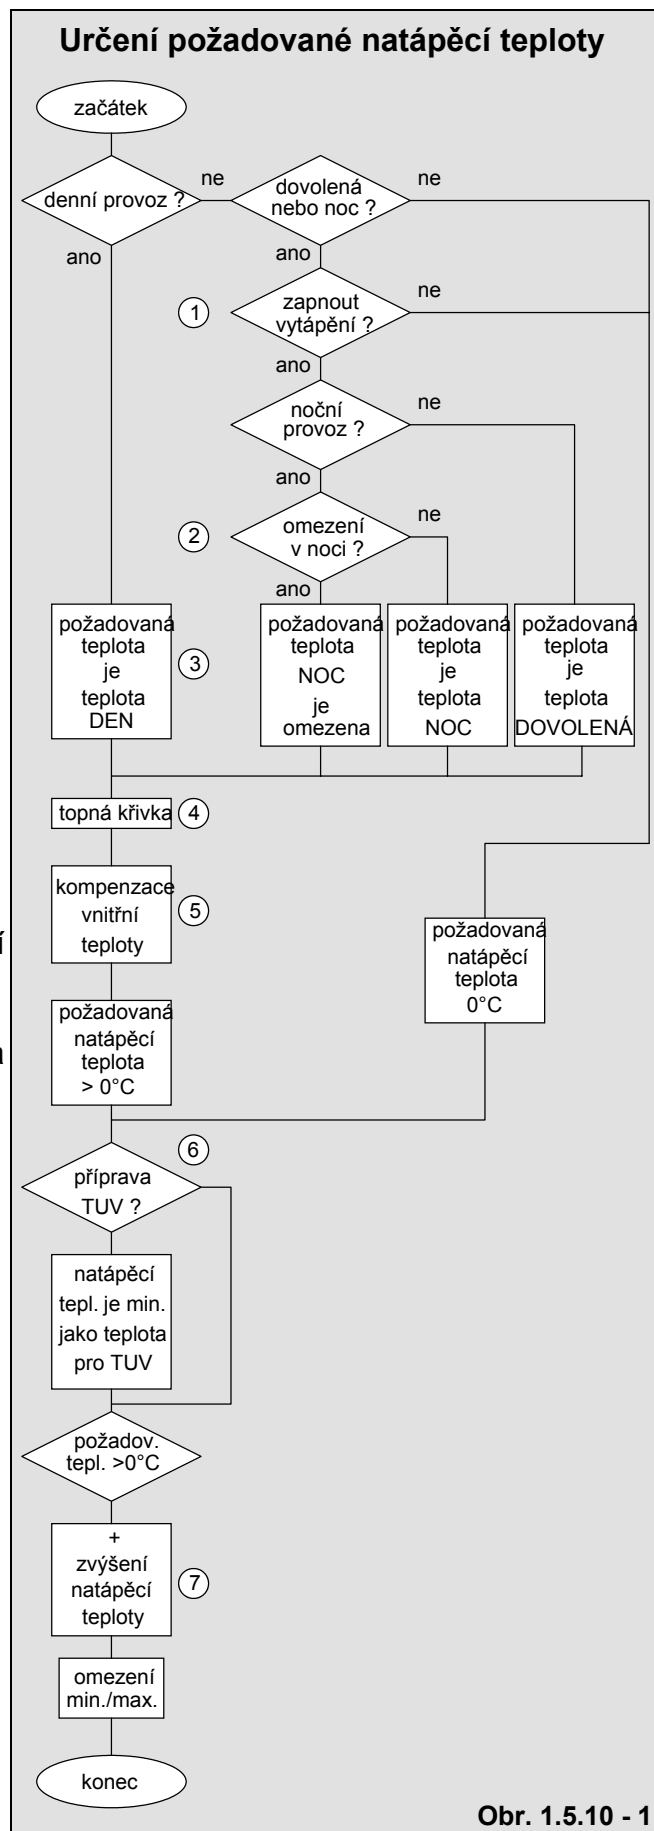 Určení požadované natápěcí teploty
začátek
denní provoz ?
ne
dovolená
nebo noc ?
ne
ano
ano
1
zapnout
vytápění ?
ne
ano
noční
provoz ?
ne
ano
2
omezení
v noci ?
ne
ano
požadovaná
teplota
je
teplota
DEN
3
požadovaná
teplota
NOC
je
omezena
požadovaná
teplota
je
teplota
NOC
požadovaná
teplota
je
teplota
DOVOLENÁ
topná křivka
4
kompenzace
vnitřní
teploty
5
í
požadovaná
natápěcí
teplota
0°C
požadovaná
natápěcí
teplota
> 0°C
6
příprava
TUV ?
natápěcí
tepl. je min.
jako teplota
pro TUV
požadov.
tepl. >0°C
+
zvýšení
natápěcí
teploty
7
omezení
min./max.
konec
Obr. 1.5.10 - 1